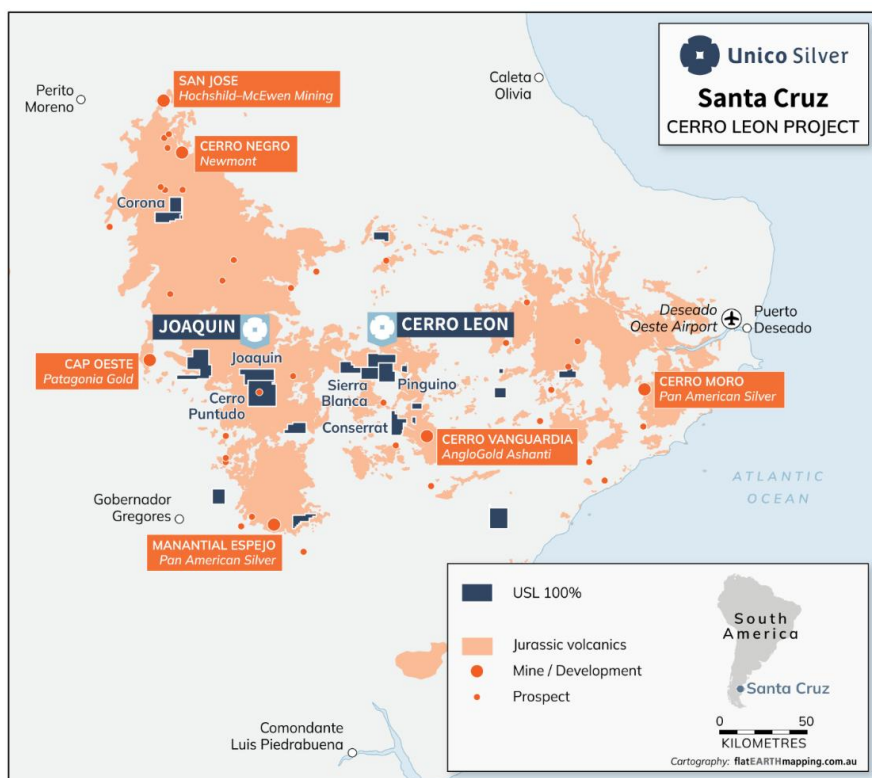 Unico Silver
Santa Cruz
CERRO LEON PROJECT
Perito
Moreno
SAN JOSE
Hochshild–McEwen Mining
Caleta
Olivia
CERRO NEGRO
Newmont
Corona
JOAQUIN
CERRO LEON
Deseado
Oeste Airport
Puerto
Deseado
CAP OESTE
Patagonia Gold
Joaquin
Cerro
Puntudo
Sierra
Blanca
Pinguino
CERRO MORO
Pan American Silver
Conserrat
CERRO VANGUARDIA
AngloGold Ashanti
ATLANTIC
OCEAN
Gobernador
Gregores
MANANTIAL ESPEJO
Pan American Silver
USL 100%
Jurassic volcanics
Mine / Development
Prospect
South
America
Santa Cruz
0 50
KILOMETRES
Cartography: flatEARTHmapping.com.au
Comondante
Luis Piedrabuena